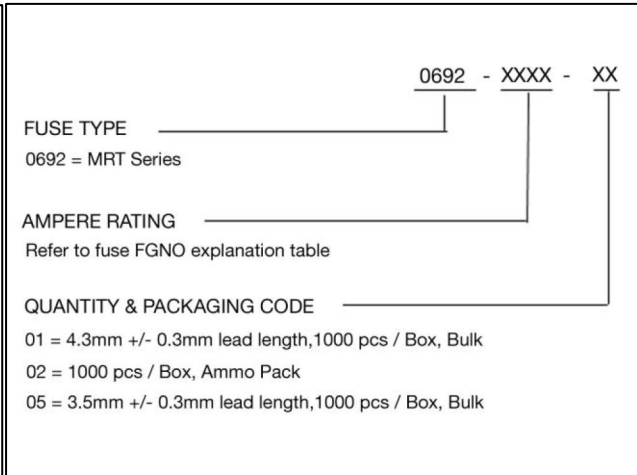 0692 - XXXX - XX
FUSE TYPE
0692 = MRT Series
AMPERE RATING
Refer to fuse FGNO explanation table
QUANTITY & PACKAGING CODE
01 = 4.3mm +/- 0.3mm lead length,1000 pcs / Box, Bulk
02 = 1000 pcs / Box, Ammo Pack
05 = 3.5mm +/- 0.3mm lead length,1000 pcs / Box, Bulk